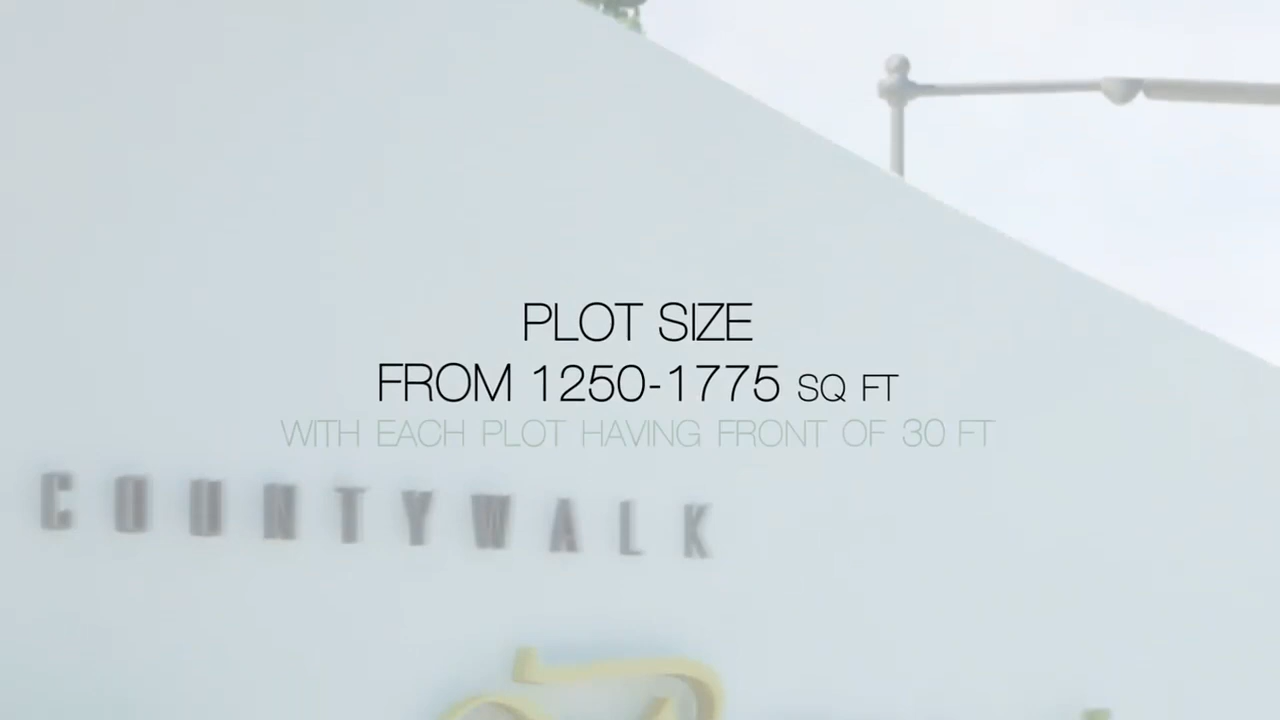 PLOT SIZE
FROM 1250-1775 SQ FT
WITH EACH PLOT HAVING FRONT OF 30 FT
COUNTYWALK